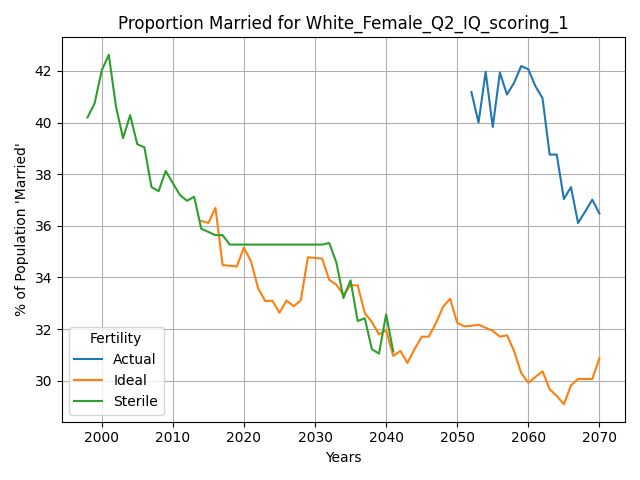 Proportion Married for White_Female_Q2_IQ_scoring_1
% of Population 'Married'
42
40
38
36
34
32
30
Fertility
Actual
Ideal
Sterile
2000 2010 2020 2030 2040 2050 2060 2070
Years